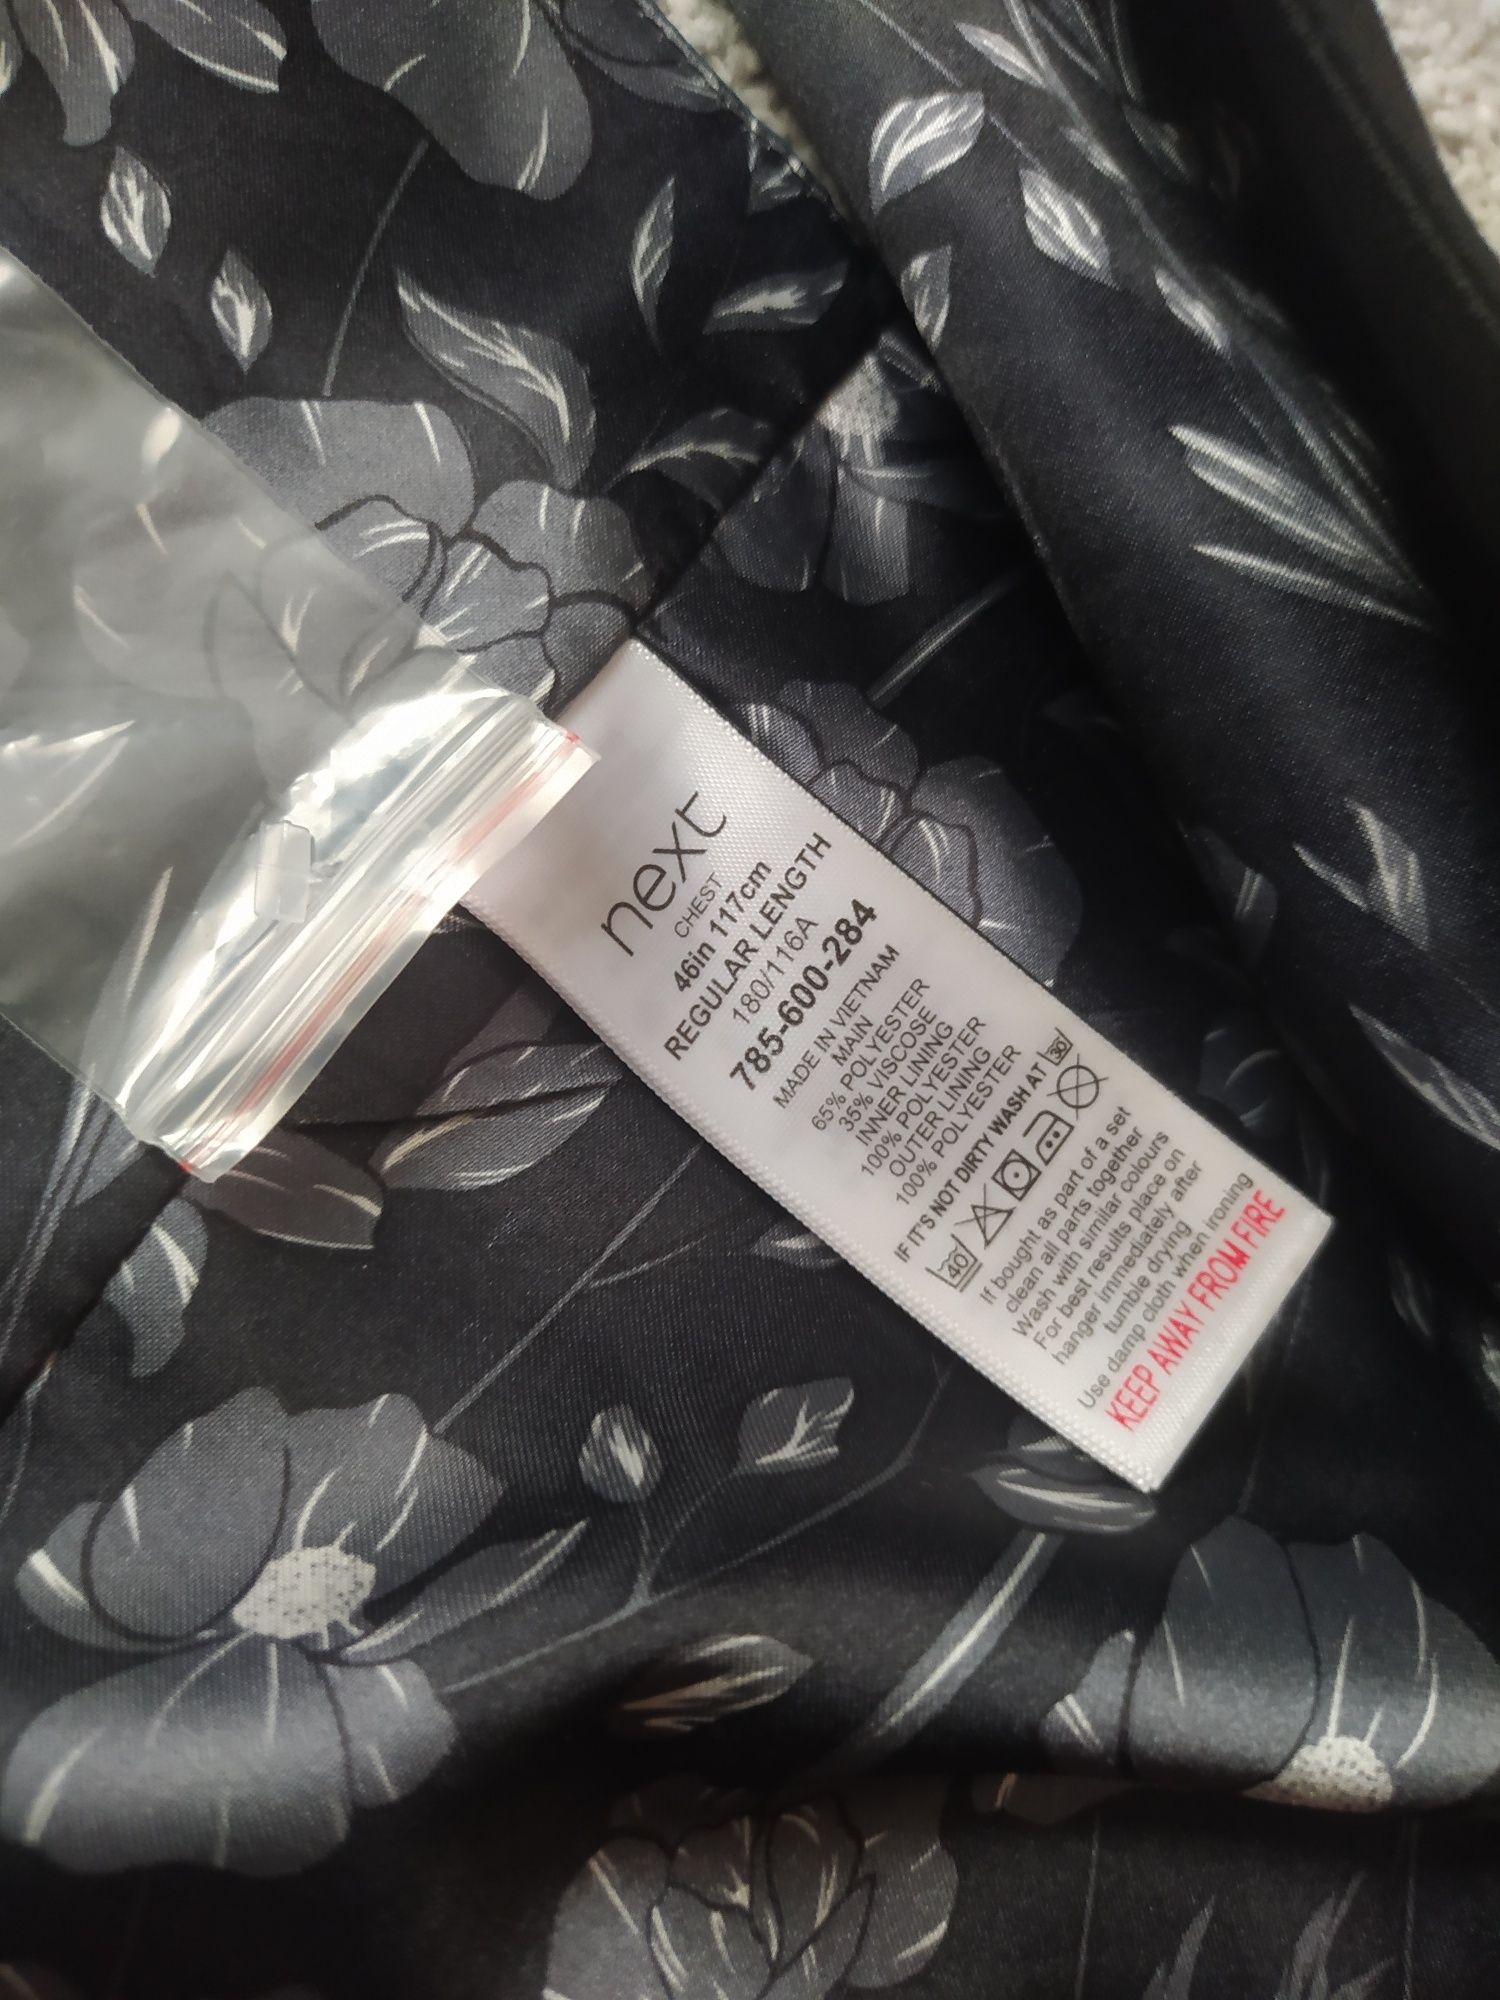 next
CHEST
46in 117cm
REGULAR LENGTH
180/116A
785-600-284
MADE IN VIETNAM
MAIN
65% POLYESTER
35% VISCOSE
INNER LINING
100% POLYESTER
OUTER LINING
100% POLYESTER
IF IT'S NOT DIRTY WASH AT 30
40
If bought as part of a set
clean all parts together
Wash with similar colours
For best results place on
hanger immediately after
tumble drying
Use damp cloth when ironing
KEEP AWAY FROM FIRE